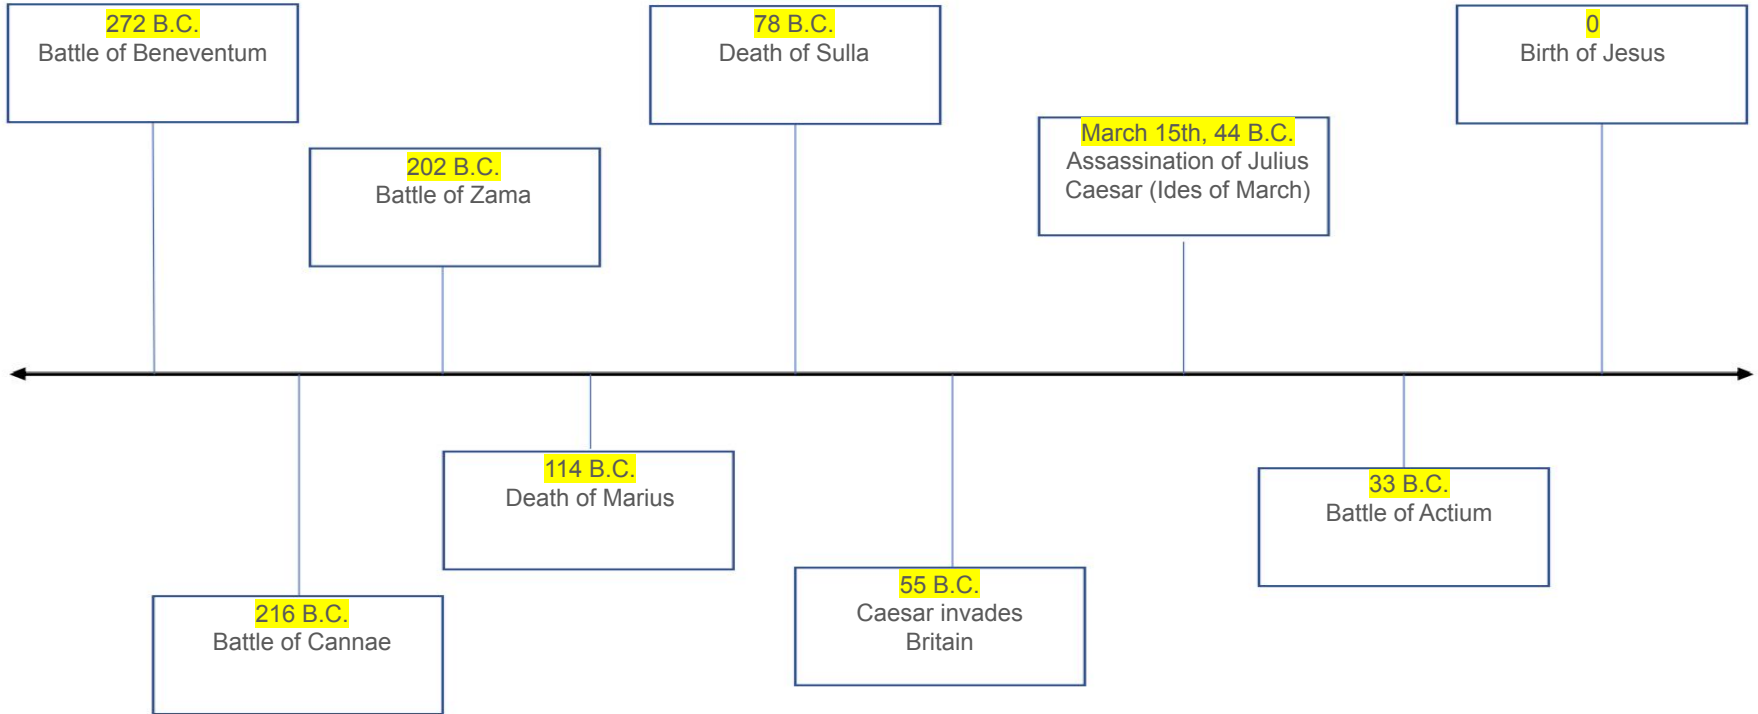 272 B.C.
Battle of Beneventum
216 B.C.
Battle of Cannae
202 B.C.
Battle of Zama
114 B.C.
Death of Marius
78 B.C.
Death of Sulla
55 B.C.
Caesar invades
Britain
March 15th, 44 B.C.
Assassination of Julius
Caesar (Ides of March)
33 B.C.
Battle of Actium
0
Birth of Jesus